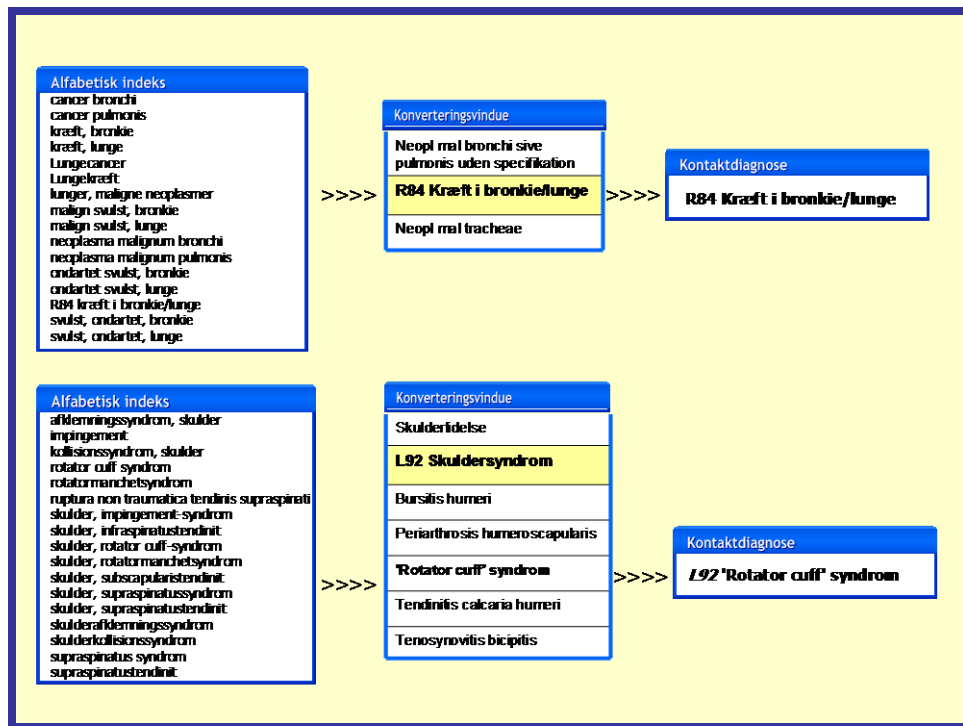 Alfabetisk indeks
cancer bronchi
cancer pulmonis
kræft, bronkie
kræft, lunge
Lungecancer
Lungekræft
lunger, maligne neoplasmer
malign svulst, bronkie
malign svulst, lunge
neoplasma malignum bronchi
neoplasma malignum pulmonis
ondartet svulst, bronkie
ondartet svulst, lunge
R84 kræft i bronkie/lunge
svulst, ondartet, bronkie
svulst, ondartet, lunge
>>>>
Konverteringsvindue
Neopl mal bronchi sive
pulmonis uden specifikation
R84 Kræft i bronkie/lunge
Neopl mal tracheae
>>>>
Kontaktdiagnose
R84 Kræft i bronkie/lunge
Alfabetisk indeks
afklemningssyndrom, skulder
impingement
kollisionssyndrom, skulder
rotator cuff syndrom
rotatormanchetsyndrom
ruptura non traumatica tendinis supraspinati
skulder, impingement-syndrom
skulder, infraspinatustendinit
skulder, rotator cuff-syndrom
skulder, rotatormanchetsyndrom
skulder, subscapularistendinit
skulder, supraspinatussyndrom
skulder, supraspinatustendinit
skulderafklemningssyndrom
skulderkollisionssyndrom
supraspinatus syndrom
supraspinatustendinit
>>>>
Konverteringsvindue
Skulderlidelse
L92 Skuldersyndrom
Bursitis humeri
Periarthrosis humeroscapularis
'Rotator cuff' syndrom
Tendinitis calcaria humeri
Tenosynovitis bicipitis
>>>>
Kontaktdiagnose
L92 'Rotator cuff' syndrom